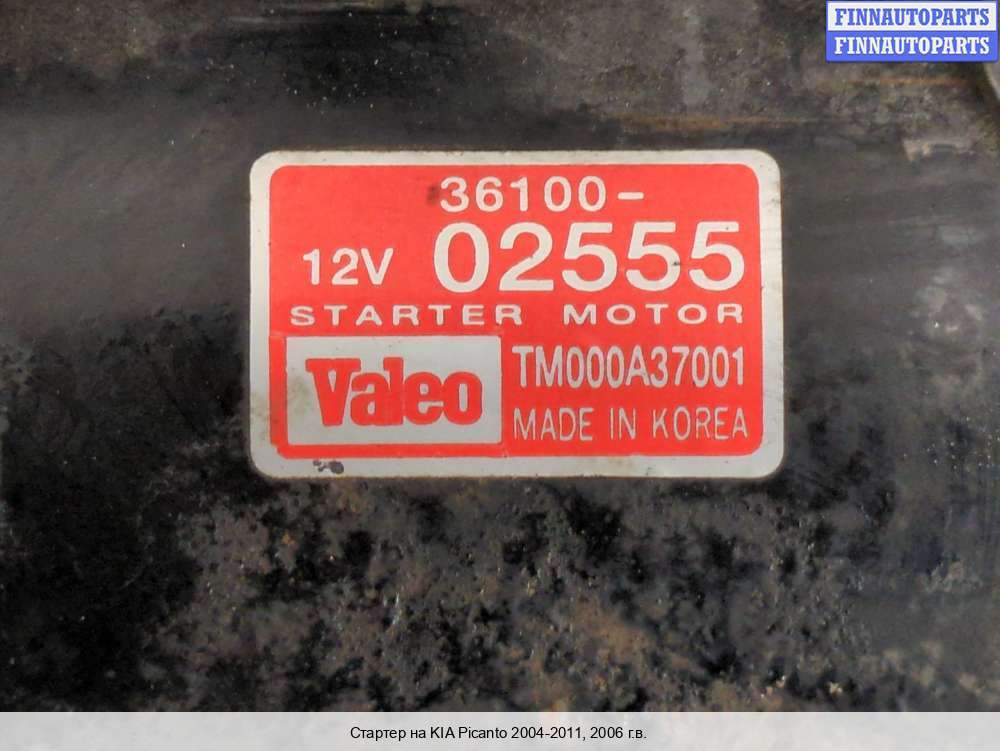 FINNAUTOPARTS
FINNAUTOPARTS
36100-
12V 02555
STARTER MOTOR
Valeo
TM000A37001
MADE IN KOREA
Стартер на KIA Picanto 2004-2011, 2006 г.в.